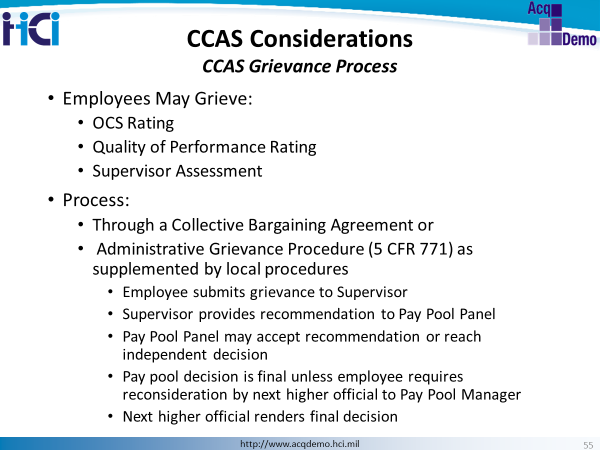 HCI
Acq
Demo
CCAS Considerations
CCAS Grievance Process
• Employees May Grieve:
• OCS Rating
• Quality of Performance Rating
• Supervisor Assessment
• Process:
• Through a Collective Bargaining Agreement or
• Administrative Grievance Procedure (5 CFR 771) as
supplemented by local procedures
• Employee submits grievance to Supervisor
• Supervisor provides recommendation to Pay Pool Panel
• Pay Pool Panel may accept recommendation or reach
independent decision
• Pay pool decision is final unless employee requires
reconsideration by next higher official to Pay Pool Manager
• Next higher official renders final decision
http://www.acqdemo.hci.mil
55